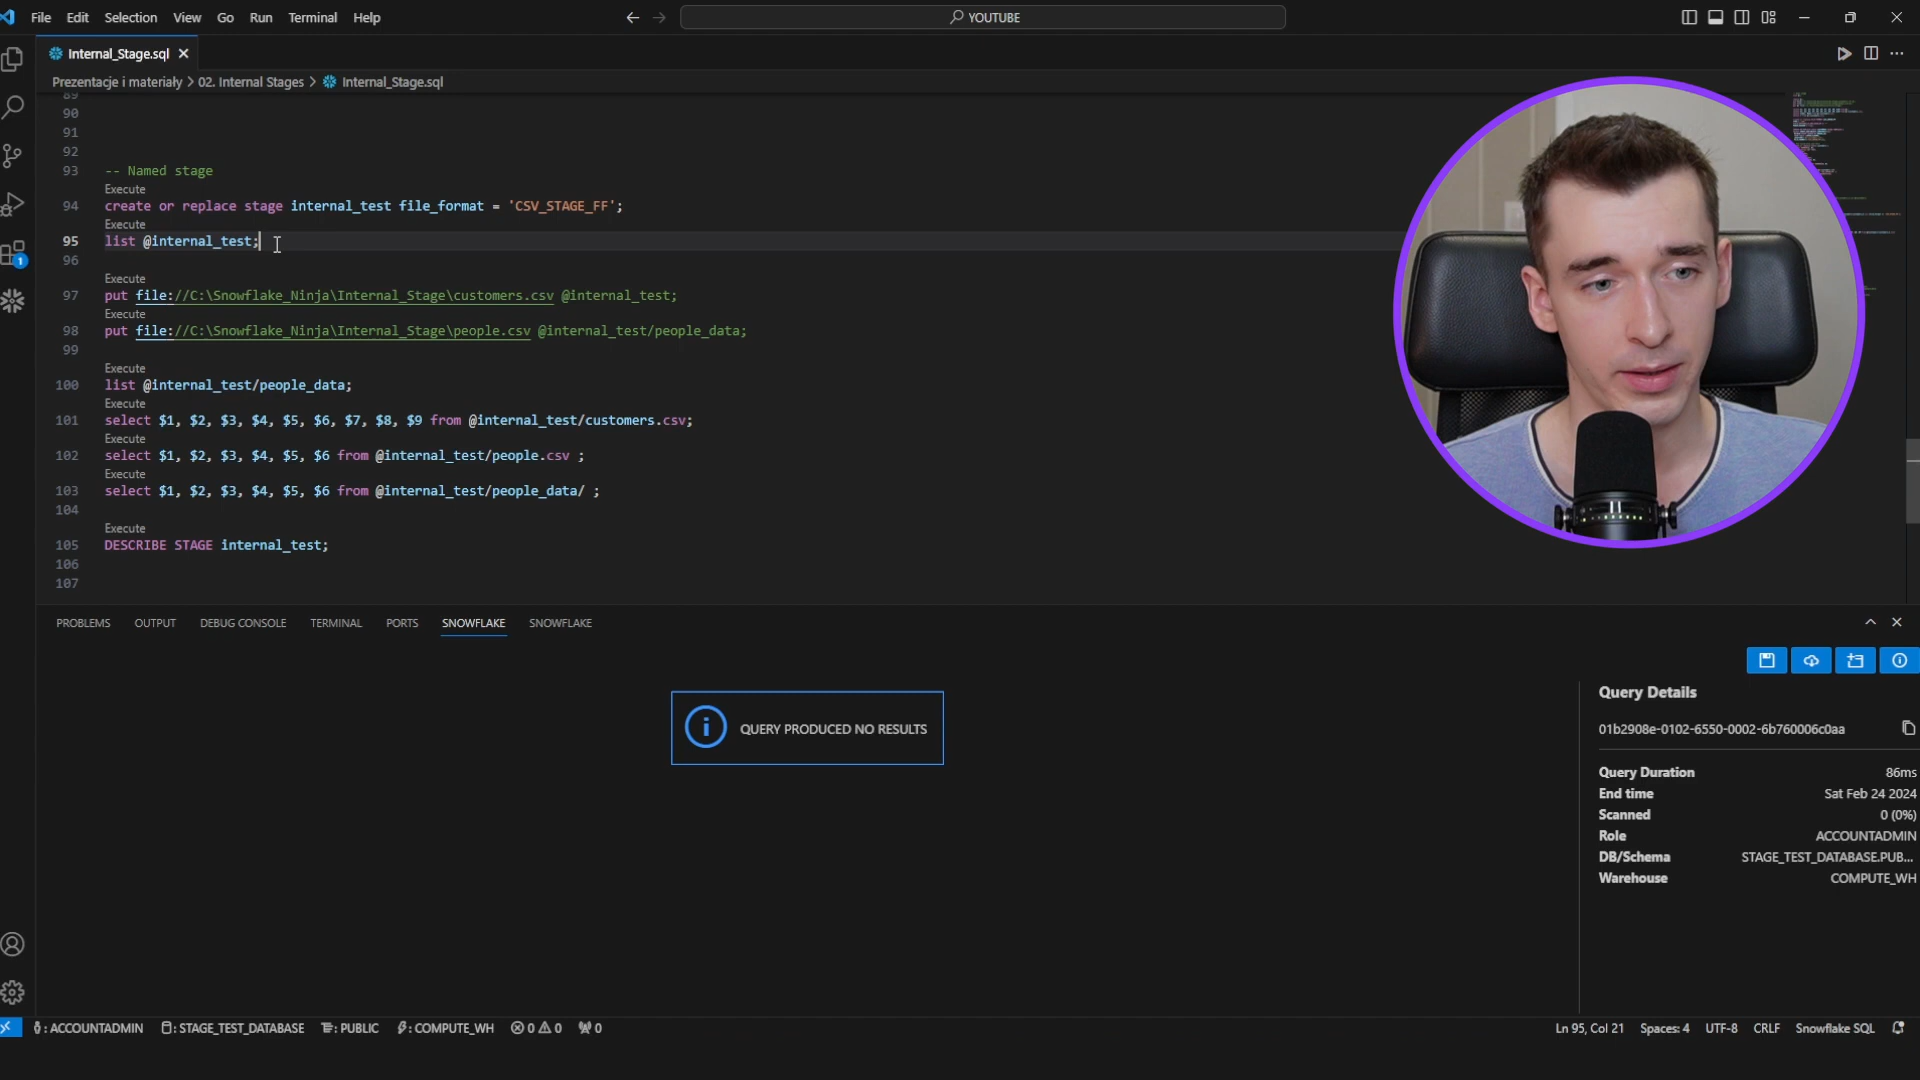 File Edit Selection View Go Run Terminal Help
YOUTUBE
Internal_Stage.sql
Prezentacje i materiały > 02. Internal Stages > Internal_Stage.sql
89
90
91
92
93 -- Named stage
Execute
94 create or replace stage internal_test file_format = 'CSV_STAGE_FF';
Execute
95 list @internal_test;
96
Execute
97 put file://C:\Snowflake_Ninja\Internal_Stage\customers.csv @internal_test;
Execute
98 put file://C:\Snowflake_Ninja\Internal_Stage\people.csv @internal_test/people_data;
99
Execute
100 list @internal_test/people_data;
Execute
101 select $1, $2, $3, $4, $5, $6, $7, $8, $9 from @internal_test/customers.csv;
Execute
102 select $1, $2, $3, $4, $5, $6 from @internal_test/people.csv ;
Execute
103 select $1, $2, $3, $4, $5, $6 from @internal_test/people_data/ ;
104
Execute
105 DESCRIBE STAGE internal_test;
106
107
1
PROBLEMS OUTPUT DEBUG CONSOLE TERMINAL PORTS SNOWFLAKE SNOWFLAKE
QUERY PRODUCED NO RESULTS
Query Details
01b2908e-0102-6550-0002-6b760006c0aa
Query Duration 86ms
End time Sat Feb 24 2024
Scanned 0 (0%)
Role ACCOUNTADMIN
DB/Schema STAGE_TEST_DATABASE.PUB...
Warehouse COMPUTE_WH
: ACCOUNTADMIN : STAGE_TEST_DATABASE : PUBLIC : COMPUTE_WH 0 0 0 Ln 95, Col 21 Spaces: 4 UTF-8 CRLF Snowflake SQL